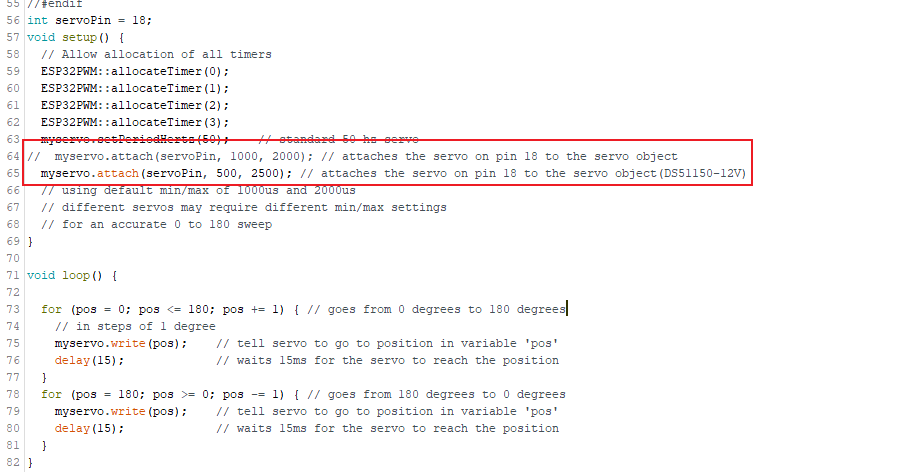 55 //#endif
56 int servoPin = 18;
57 void setup() {
58   // Allow allocation of all timers
59   ESP32PWM::allocateTimer(0);
60   ESP32PWM::allocateTimer(1);
61   ESP32PWM::allocateTimer(2);
62   ESP32PWM::allocateTimer(3);
63   myservo.setPeriodHertz(50);    // standard 50 hz servo
64 //  myservo.attach(servoPin, 1000, 2000); // attaches the servo on pin 18 to the servo object
65   myservo.attach(servoPin, 500, 2500); // attaches the servo on pin 18 to the servo object(DS51150-12V)
66   // using default min/max of 1000us and 2000us
67   // different servos may require different min/max settings
68   // for an accurate 0 to 180 sweep
69 }
70
71 void loop() {
72
73   for (pos = 0; pos <= 180; pos += 1) { // goes from 0 degrees to 180 degrees
74     // in steps of 1 degree
75     myservo.write(pos);    // tell servo to go to position in variable 'pos'
76     delay(15);             // waits 15ms for the servo to reach the position
77   }
78   for (pos = 180; pos >= 0; pos -= 1) { // goes from 180 degrees to 0 degrees
79     myservo.write(pos);    // tell servo to go to position in variable 'pos'
80     delay(15);             // waits 15ms for the servo to reach the position
81   }
82 }